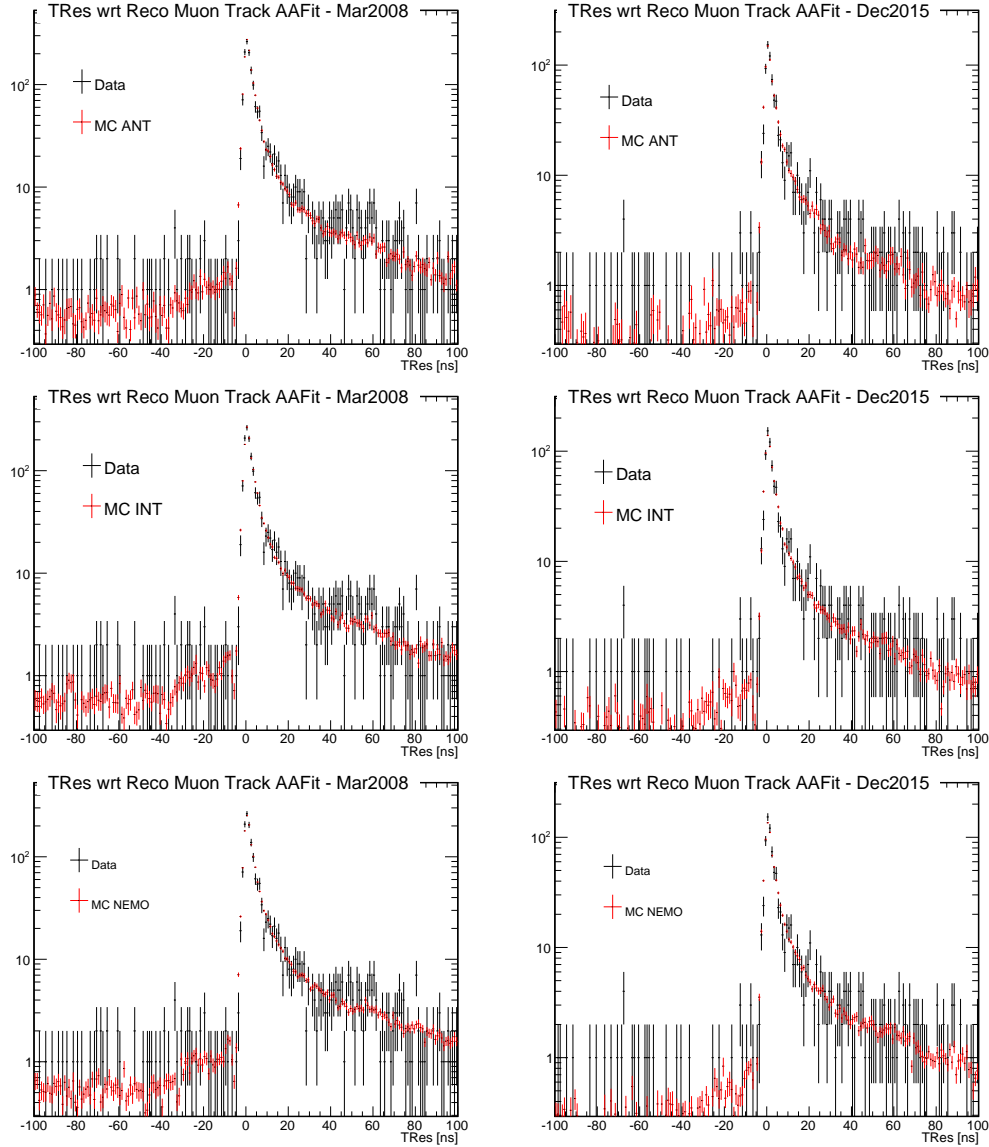 TRes wrt Reco Muon Track AAFit - Mar2008
10²
10
1
Data
MC ANT
-100 -80 -60 -40 -20 0 20 40 60 80 100
TRes [ns]
TRes wrt Reco Muon Track AAFit - Dec2015
10²
10
1
Data
MC ANT
-100 -80 -60 -40 -20 0 20 40 60 80 100
TRes [ns]
TRes wrt Reco Muon Track AAFit - Mar2008
10²
10
1
Data
MC INT
-100 -80 -60 -40 -20 0 20 40 60 80 100
TRes [ns]
TRes wrt Reco Muon Track AAFit - Dec2015
10²
10
1
Data
MC INT
-100 -80 -60 -40 -20 0 20 40 60 80 100
TRes [ns]
TRes wrt Reco Muon Track AAFit - Mar2008
10²
10
1
Data
MC NEMO
-100 -80 -60 -40 -20 0 20 40 60 80 100
TRes [ns]
TRes wrt Reco Muon Track AAFit - Dec2015
10²
10
1
Data
MC NEMO
-100 -80 -60 -40 -20 0 20 40 60 80 100
TRes [ns]